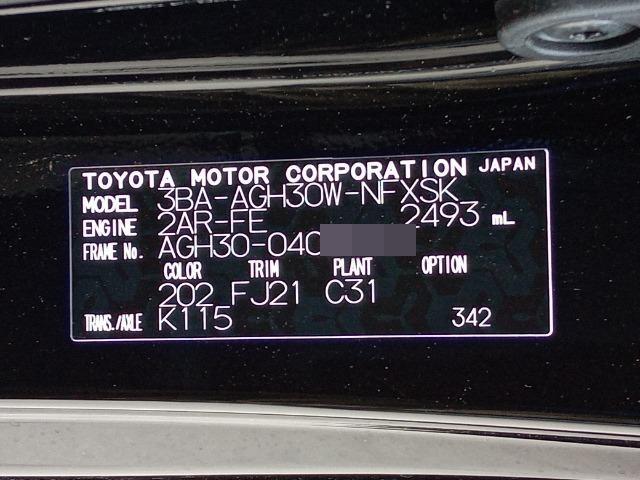 TOYOTA MOTOR CORPORATION JAPAN
MODEL 3BA-AGH30W-NFXSK
ENGINE 2AR-FE 2493 mL
FRAME No. AGH30-040
COLOR TRIM PLANT OPTION
202 FJ21 C31
TRANS./AXLE K115 342